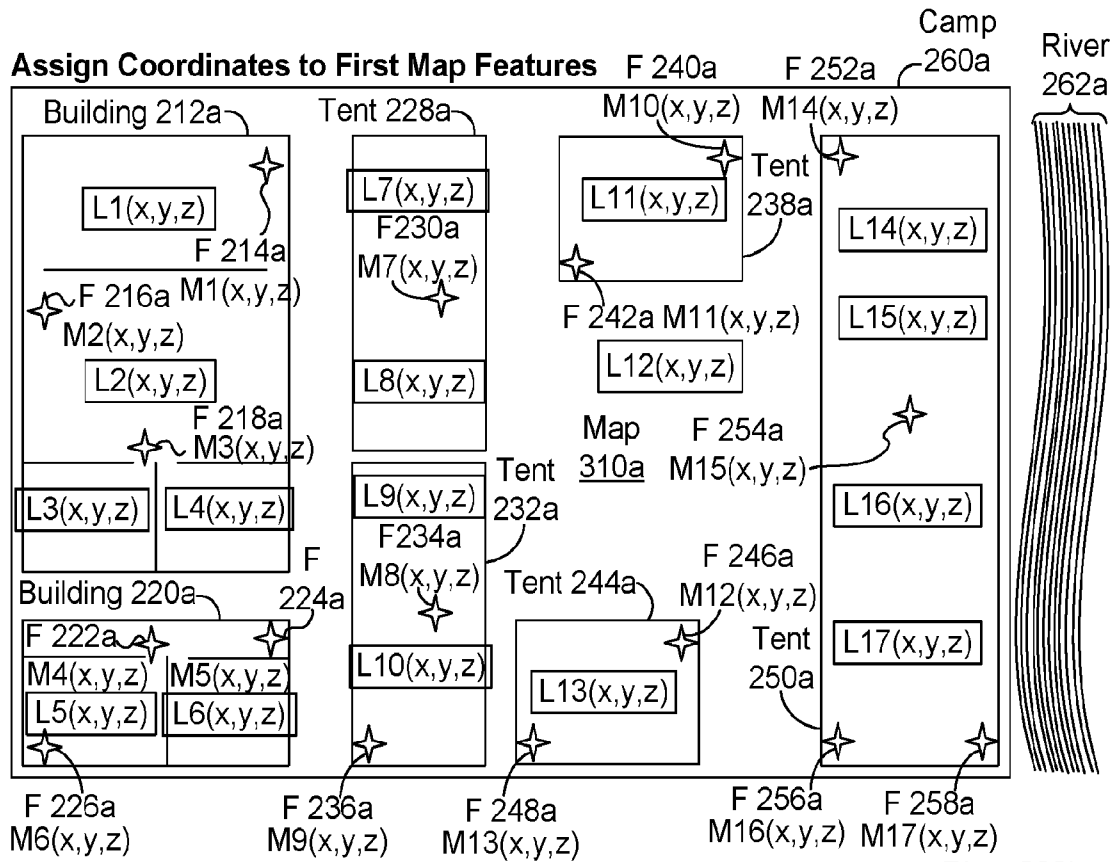 Assign Coordinates to First Map Features
F 240a
F 252a
Camp
260a
River
262a
Building 212a
Tent 228a
M10(x,y,z)
M14(x,y,z)
L1(x,y,z)
L7(x,y,z)
L11(x,y,z)
Tent
238a
L14(x,y,z)
F 214a
M1(x,y,z)
F230a
M7(x,y,z)
F 216a
M2(x,y,z)
F 242a M11(x,y,z)
L15(x,y,z)
L2(x,y,z)
L8(x,y,z)
L12(x,y,z)
F 218a
M3(x,y,z)
Map
310a
F 254a
M15(x,y,z)
L3(x,y,z)
L4(x,y,z)
L9(x,y,z)
Tent
232a
L16(x,y,z)
F234a
M8(x,y,z)
F
224a
Building 220a
Tent 244a
F 246a
M12(x,y,z)
F 222a
M4(x,y,z)
M5(x,y,z)
L10(x,y,z)
L17(x,y,z)
Tent
250a
L5(x,y,z)
L6(x,y,z)
L13(x,y,z)
F 226a
M6(x,y,z)
F 236a
M9(x,y,z)
F 248a
M13(x,y,z)
F 256a
M16(x,y,z)
F 258a
M17(x,y,z)